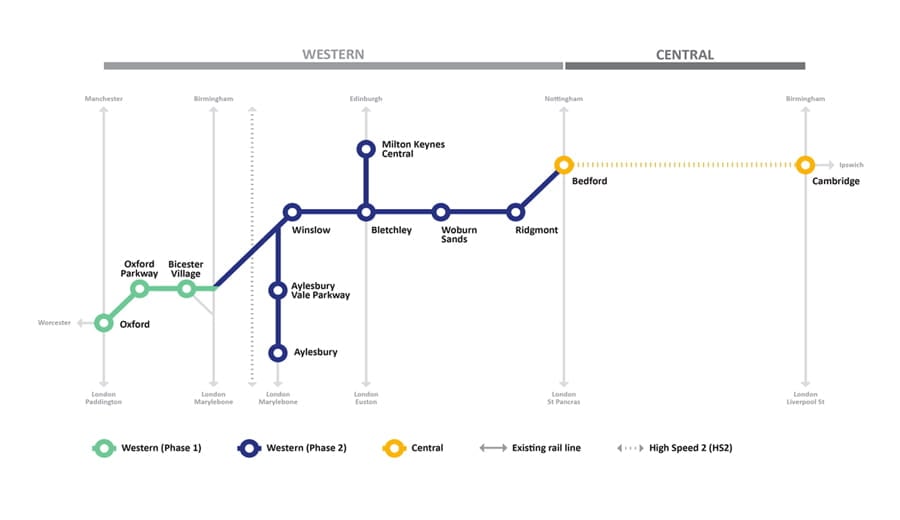 WESTERN
CENTRAL
Manchester
Birmingham
Edinburgh
Nottingham
Birmingham
Milton Keynes
Central
Ipswich
Bedford
Cambridge
Winslow
Bletchley
Woburn
Sands
Ridgmont
Oxford
Parkway
Bicester
Village
Aylesbury
Vale Parkway
Worcester
Oxford
Aylesbury
London
Paddington
London
Marylebone
London
Marylebone
London
Euston
London
St Pancras
London
Liverpool St
Western (Phase 1)
Western (Phase 2)
Central
Existing rail line
High Speed 2 (HS2)